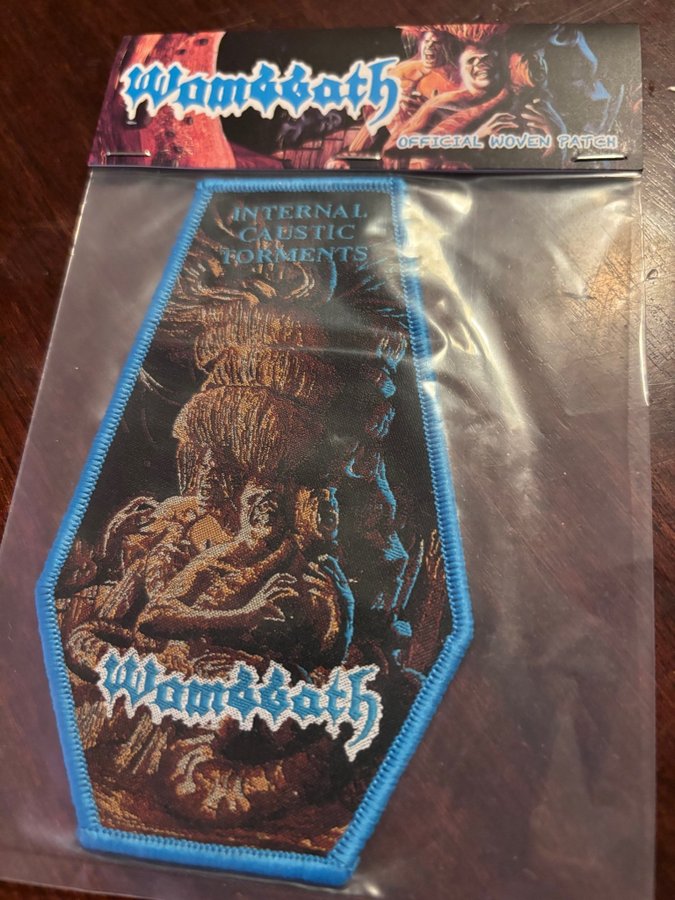 Wombbath
OFFICIAL WOVEN PATCH
INTERNAL
CAUSTIC
TORMENTS
Wombbath